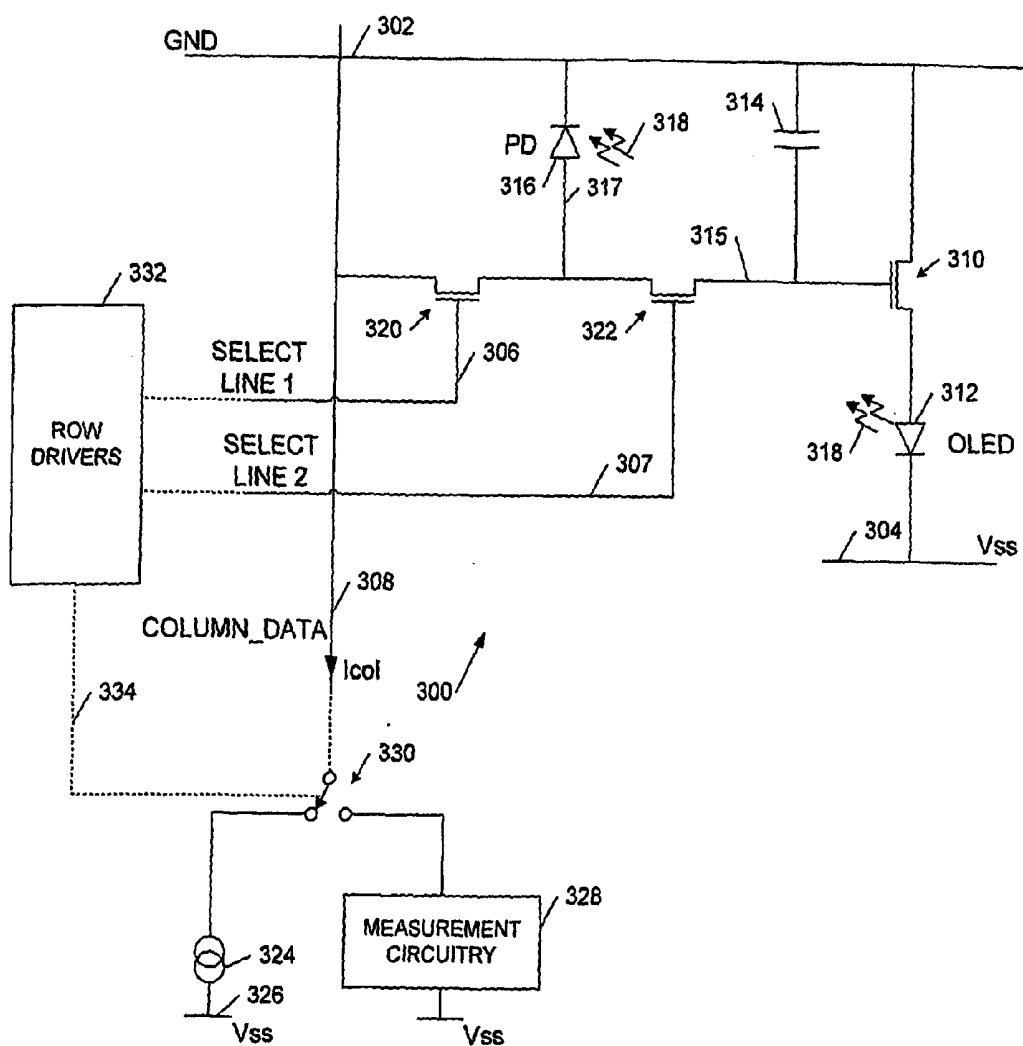 302
GND
314
PD
318
316
317
332
315
310
320
322
SELECT
LINE 1
306
312
ROW
DRIVERS
SELECT
LINE 2
318
OLED
307
304
Vss
308
COLUMN_DATA
Icol
334
300
330
328
MEASUREMENT
CIRCUITRY
324
326
Vss
Vss